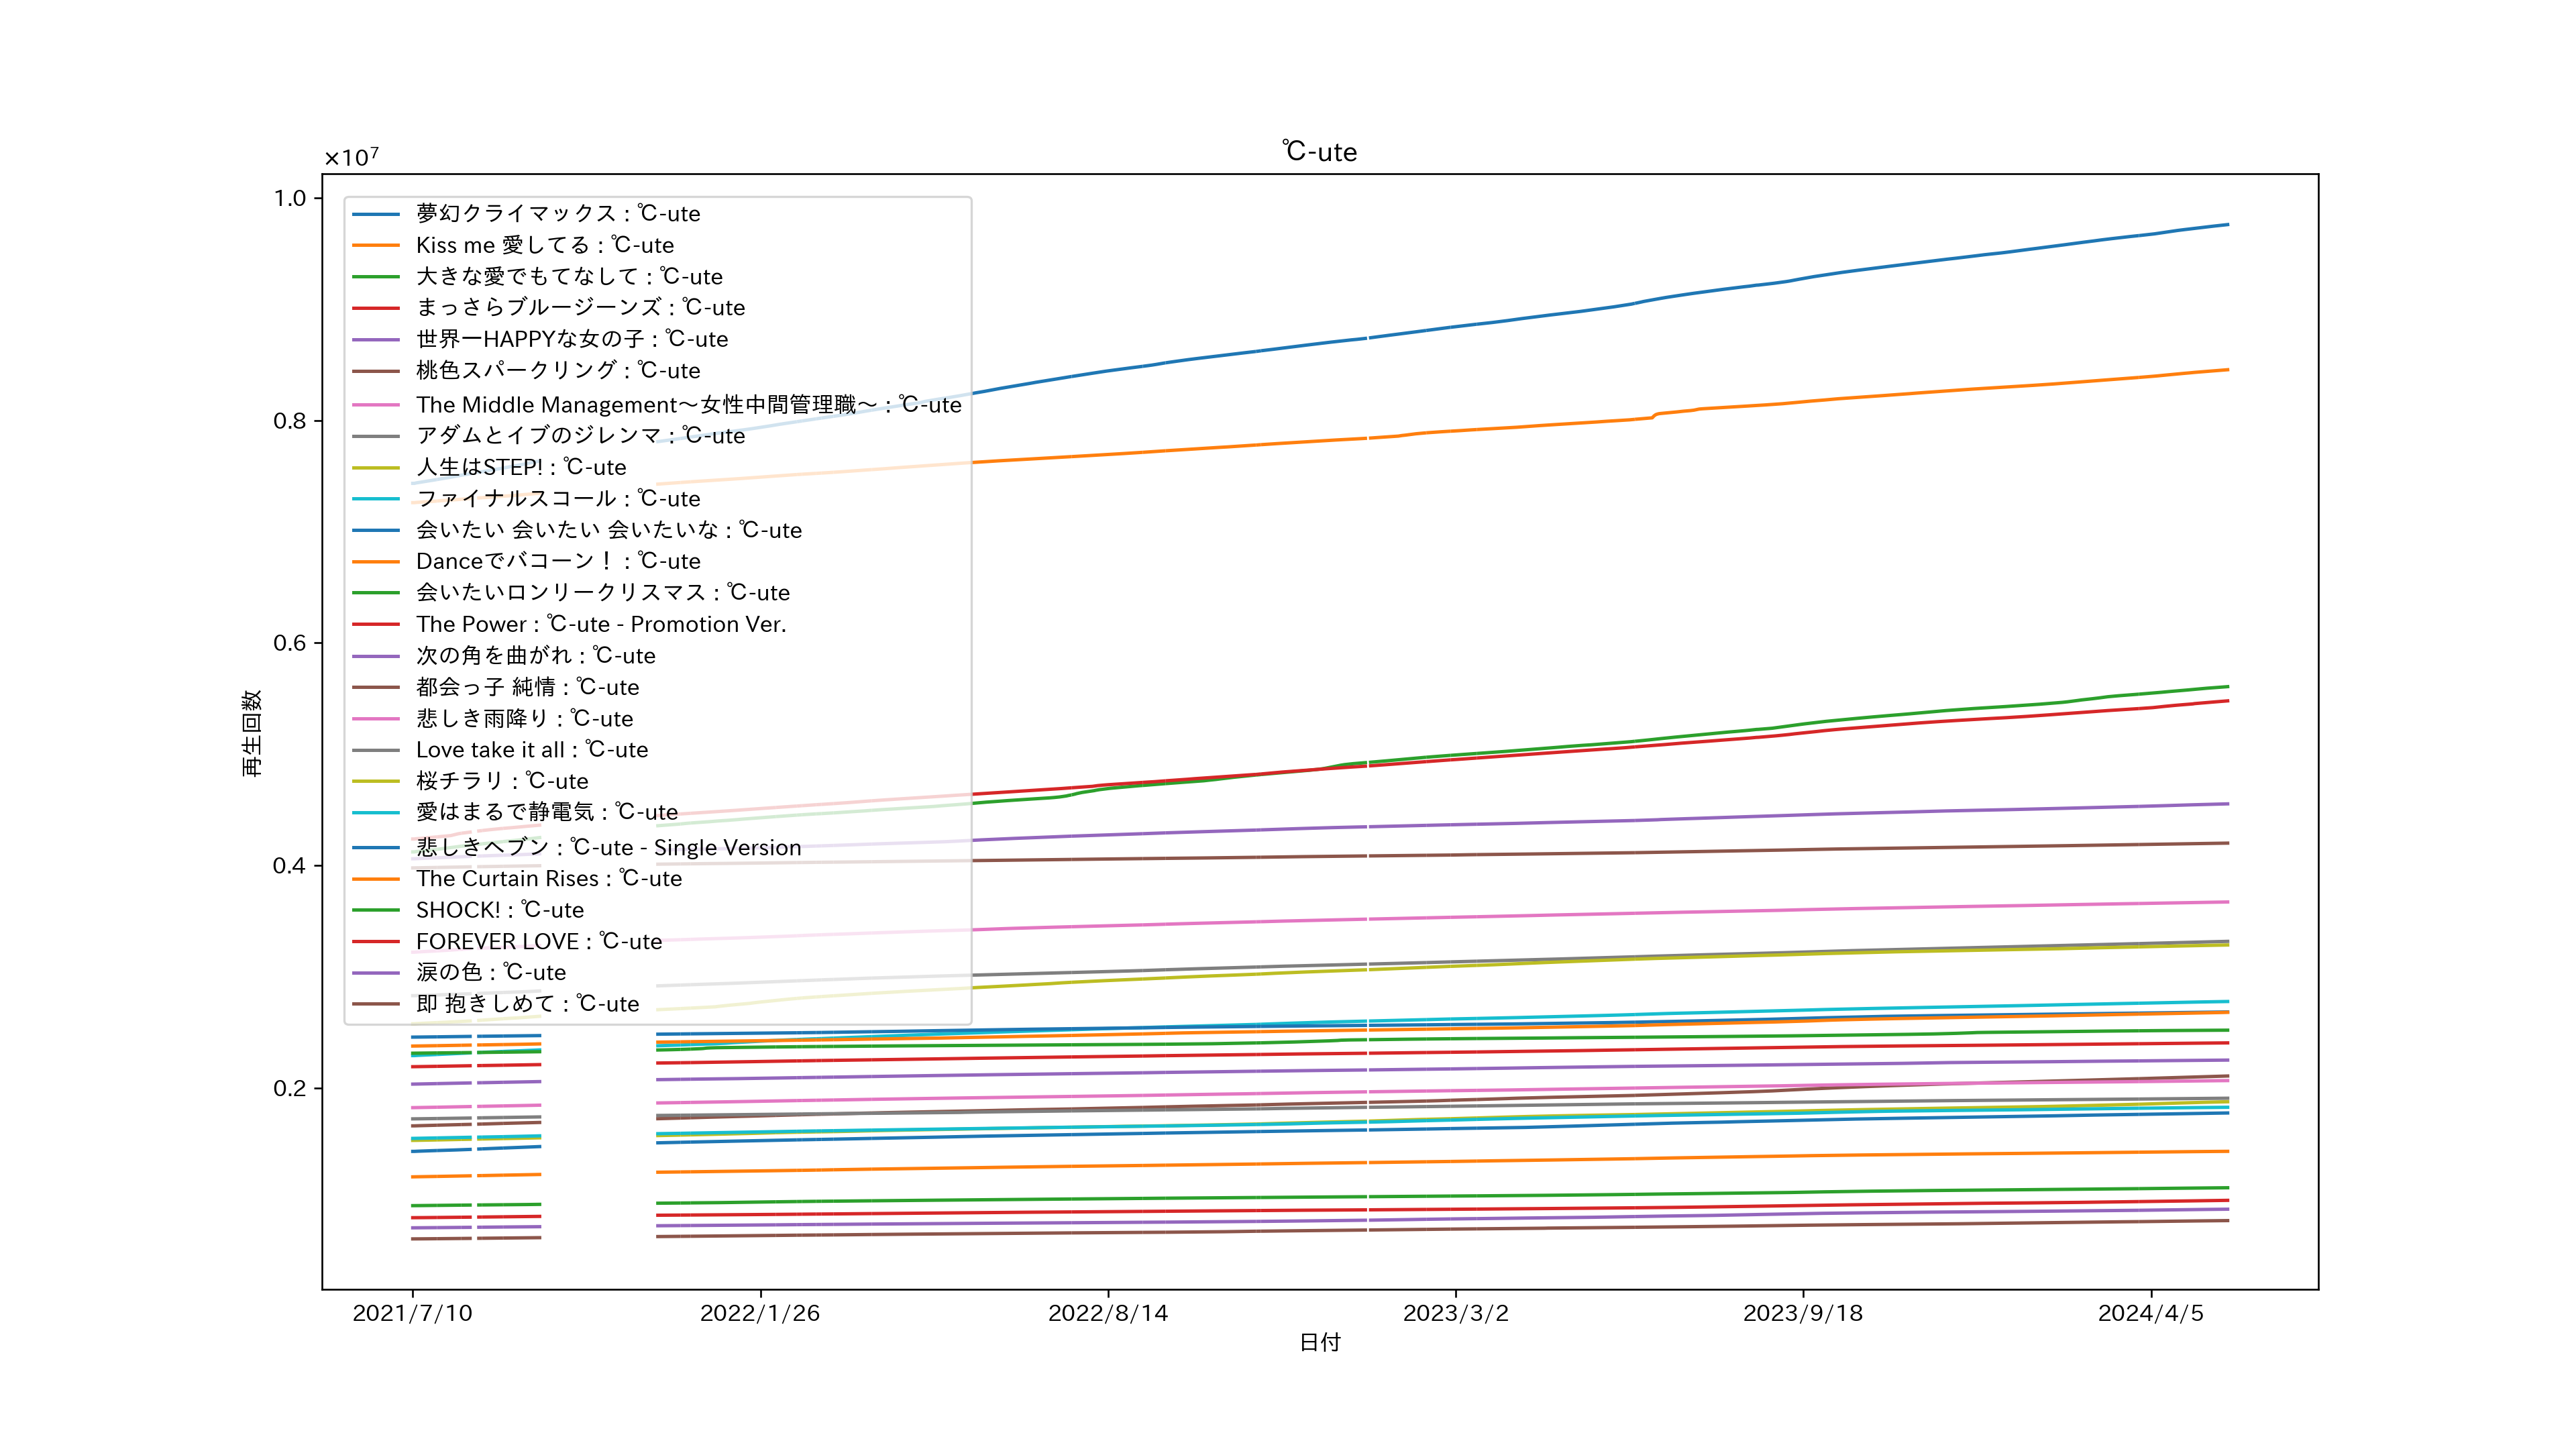 ℃-ute
×10⁷
1.0
0.8
0.6
0.4
0.2
再生回数
夢幻クライマックス : ℃-ute
Kiss me 愛してる : ℃-ute
大きな愛でもてなして : ℃-ute
まっさらブルージーンズ : ℃-ute
世界一HAPPYな女の子 : ℃-ute
桃色スパークリング : ℃-ute
The Middle Management～女性中間管理職～ : ℃-ute
アダムとイブのジレンマ : ℃-ute
人生はSTEP! : ℃-ute
ファイナルスコール : ℃-ute
会いたい 会いたい 会いたいな : ℃-ute
Danceでバコーン！ : ℃-ute
会いたいロンリークリスマス : ℃-ute
The Power : ℃-ute - Promotion Ver.
次の角を曲がれ : ℃-ute
都会っ子 純情 : ℃-ute
悲しき雨降り : ℃-ute
Love take it all : ℃-ute
桜チラリ : ℃-ute
愛はまるで静電気 : ℃-ute
悲しきヘブン : ℃-ute - Single Version
The Curtain Rises : ℃-ute
SHOCK! : ℃-ute
FOREVER LOVE : ℃-ute
涙の色 : ℃-ute
即 抱きしめて : ℃-ute
2021/7/10 2022/1/26 2022/8/14 2023/3/2 2023/9/18 2024/4/5
日付